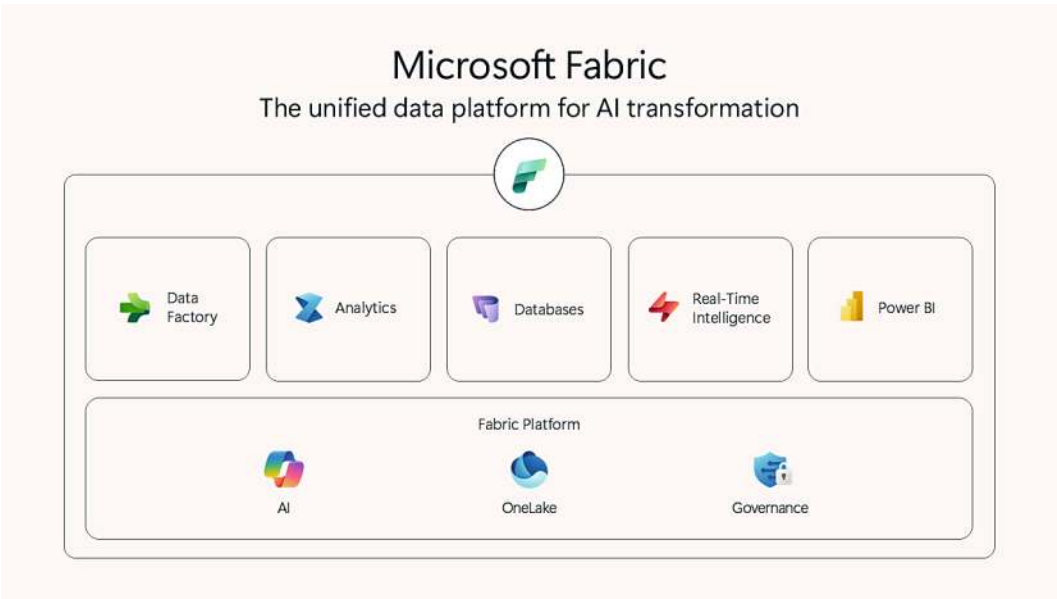 Microsoft Fabric
The unified data platform for AI transformation
Data
Factory
Analytics
Databases
Real-Time
Intelligence
Power BI
Fabric Platform
AI
OneLake
Governance